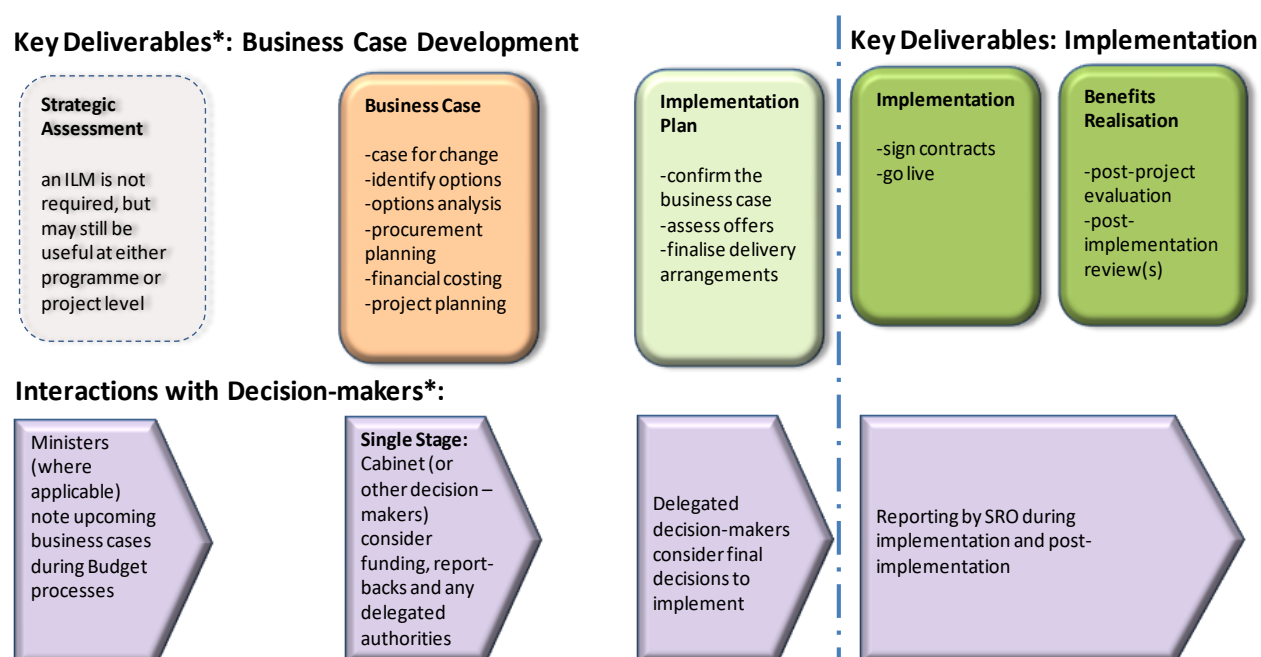 Key Deliverables*: Business Case Development
Key Deliverables: Implementation
Strategic
Assessment
an ILM is not
required, but
may still be
useful at either
programme or
project level
Business Case
-case for change
-identify options
-options analysis
-procurement
planning
-financial costing
-project planning
Implementation
Plan
-confirm the
business case
-assess offers
-finalise delivery
arrangements
Implementation
-sign contracts
-go live
Benefits
Realisation
-post-project
evaluation
-post-
implementation
review(s)
Interactions with Decision-makers*:
Ministers
(where
applicable)
note upcoming
business cases
during Budget
processes
Single Stage:
Cabinet (or
other decision –
makers)
consider
funding, report-
backs and any
delegated
authorities
Delegated
decision-makers
consider final
decisions to
implement
Reporting by SRO during
implementation and post-
implementation